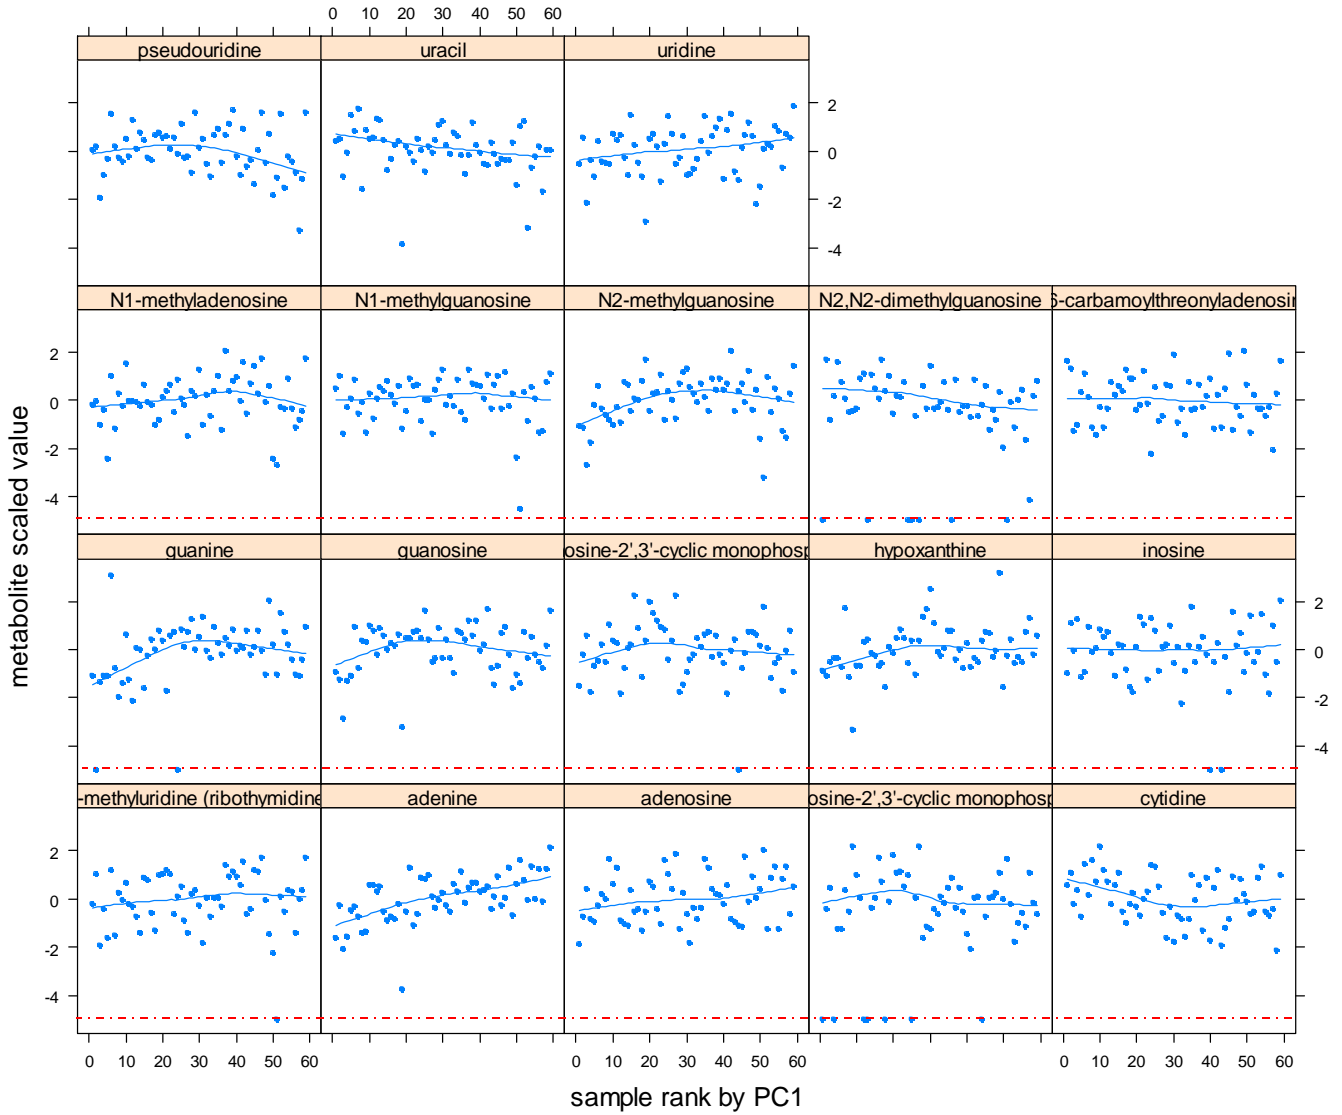 0 10 20 30 40 50 60
pseudouridine uracil uridine
2
0
-2
-4
N1-methyladenosine N1-methylguanosine N2-methylguanosine N2,N2-dimethylguanosine 6-carbamoylthreonyladenosin
2
0
-2
-4
guanine guanosine osine-2',3'-cyclic monophosp hypoxanthine inosine
2
0
-2
-4
-methyluridine (ribothymidine adenine adenosine osine-2',3'-cyclic monophosp cytidine
2
0
-2
-4
0 10 20 30 40 50 60 0 10 20 30 40 50 60 0 10 20 30 40 50 60
sample rank by PC1
metabolite scaled value